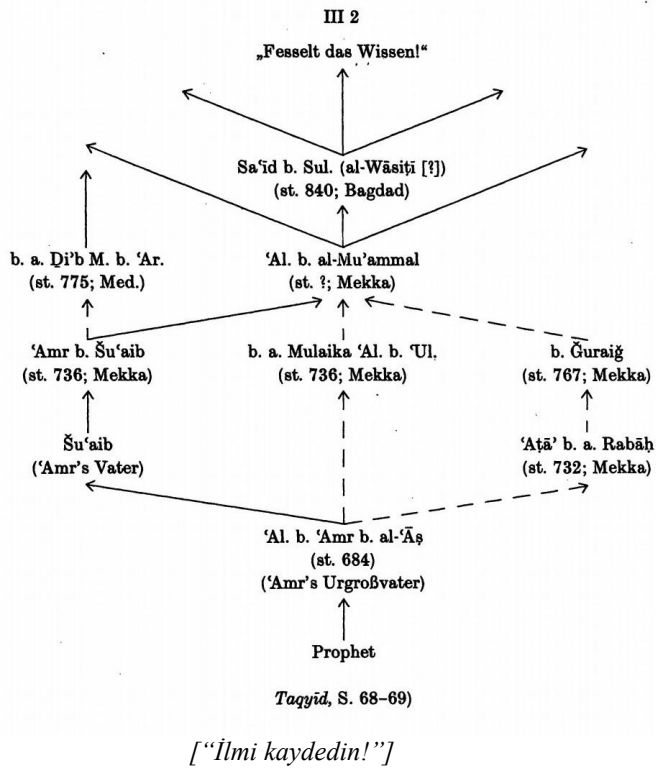 III 2
„Fesselt das Wissen!“
Sa‘īd b. Sul. (al-Wāsiṭī [?])
(st. 840; Bagdad)
b. a. Ḏi’b M. b. ‘Ar.
(st. 775; Med.)
‘Al. b. al-Mu’ammal
(st. ?; Mekka)
‘Amr b. Šu‘aib
(st. 736; Mekka)
b. a. Mulaika ‘Al. b. ‘Ul.
(st. 736; Mekka)
b. Ǧuraiǧ
(st. 767; Mekka)
Šu‘aib
(‘Amr's Vater)
‘Aṭā’ b. a. Rabāḥ
(st. 732; Mekka)
‘Al. b. ‘Amr b. al-‘Āṣ
(st. 684)
(‘Amr's Urgroßvater)
Prophet
Taqyīd, S. 68–69)
[“İlmi kaydedin!”]